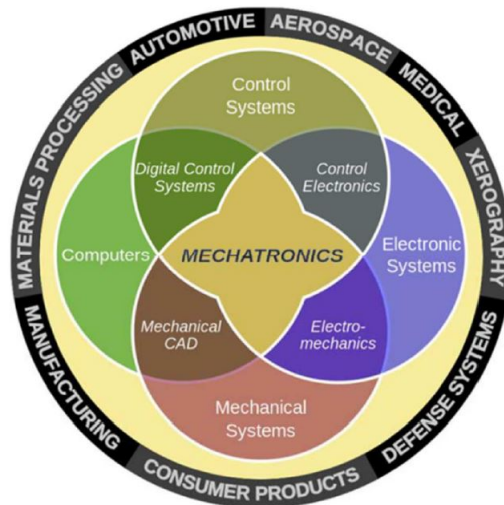 AUTOMOTIVE
AEROSPACE
MEDICAL
XEROGRAPHY
DEFENSE SYSTEMS
CONSUMER PRODUCTS
MANUFACTURING
MATERIALS PROCESSING
Control
Systems
Digital Control
Systems
Control
Electronics
Computers
MECHATRONICS
Electronic
Systems
Mechanical
CAD
Electro-
mechanics
Mechanical
Systems